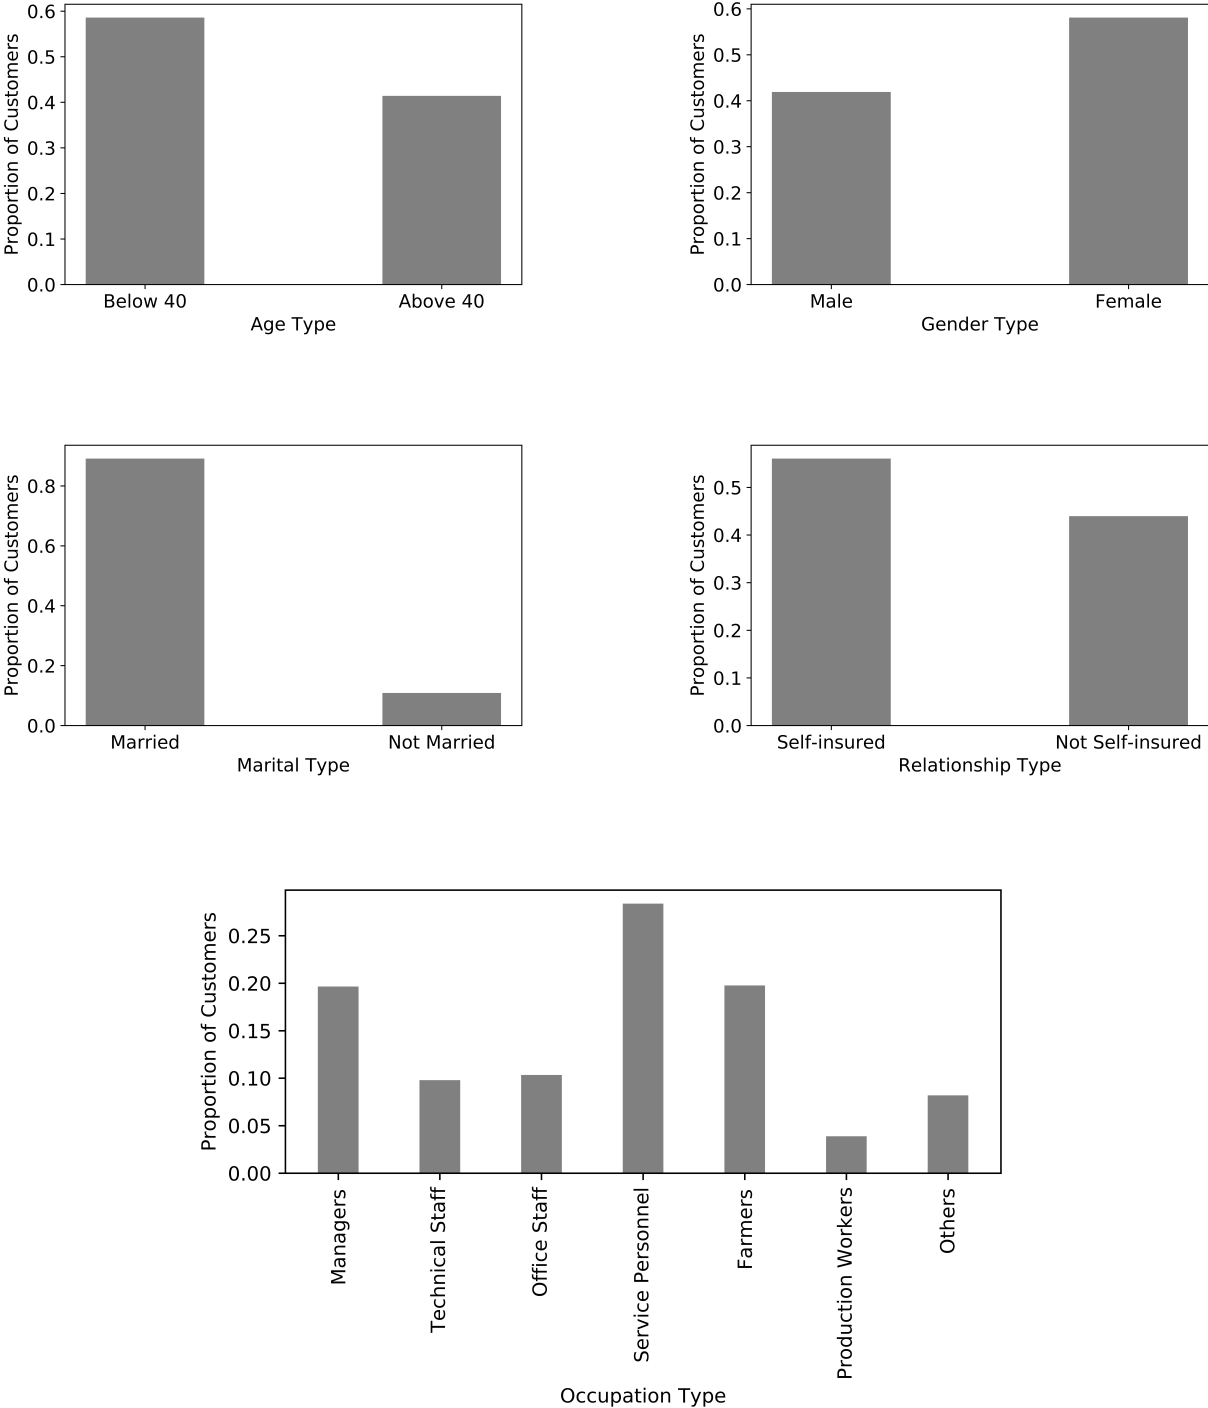 Proportion of Customers
0.6
0.5
0.4
0.3
0.2
0.1
0.0
Below 40
Above 40
Age Type
Proportion of Customers
0.6
0.5
0.4
0.3
0.2
0.1
0.0
Male
Female
Gender Type
Proportion of Customers
0.8
0.6
0.4
0.2
0.0
Married
Not Married
Marital Type
Proportion of Customers
0.5
0.4
0.3
0.2
0.1
0.0
Self-insured
Not Self-insured
Relationship Type
Proportion of Customers
0.25
0.20
0.15
0.10
0.05
0.00
Managers
Technical Staff
Office Staff
Service Personnel
Farmers
Production Workers
Others
Occupation Type